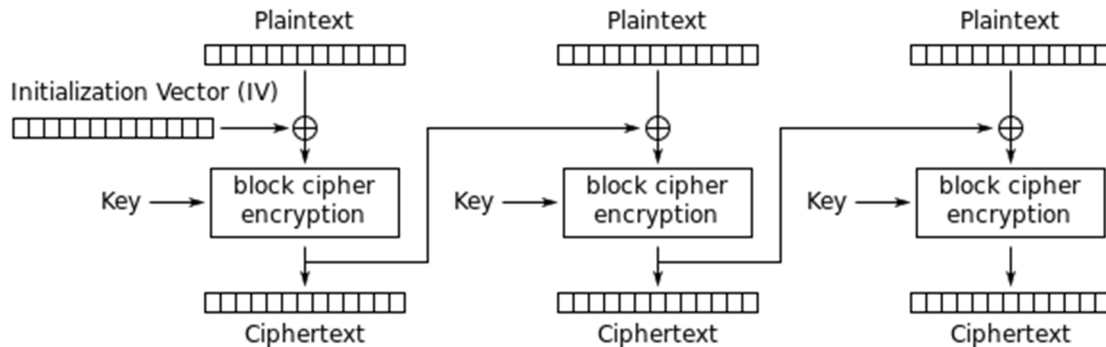 Plaintext
Plaintext
Plaintext
Initialization Vector (IV)
Key
block cipher
encryption
Key
block cipher
encryption
Key
block cipher
encryption
Ciphertext
Ciphertext
Ciphertext